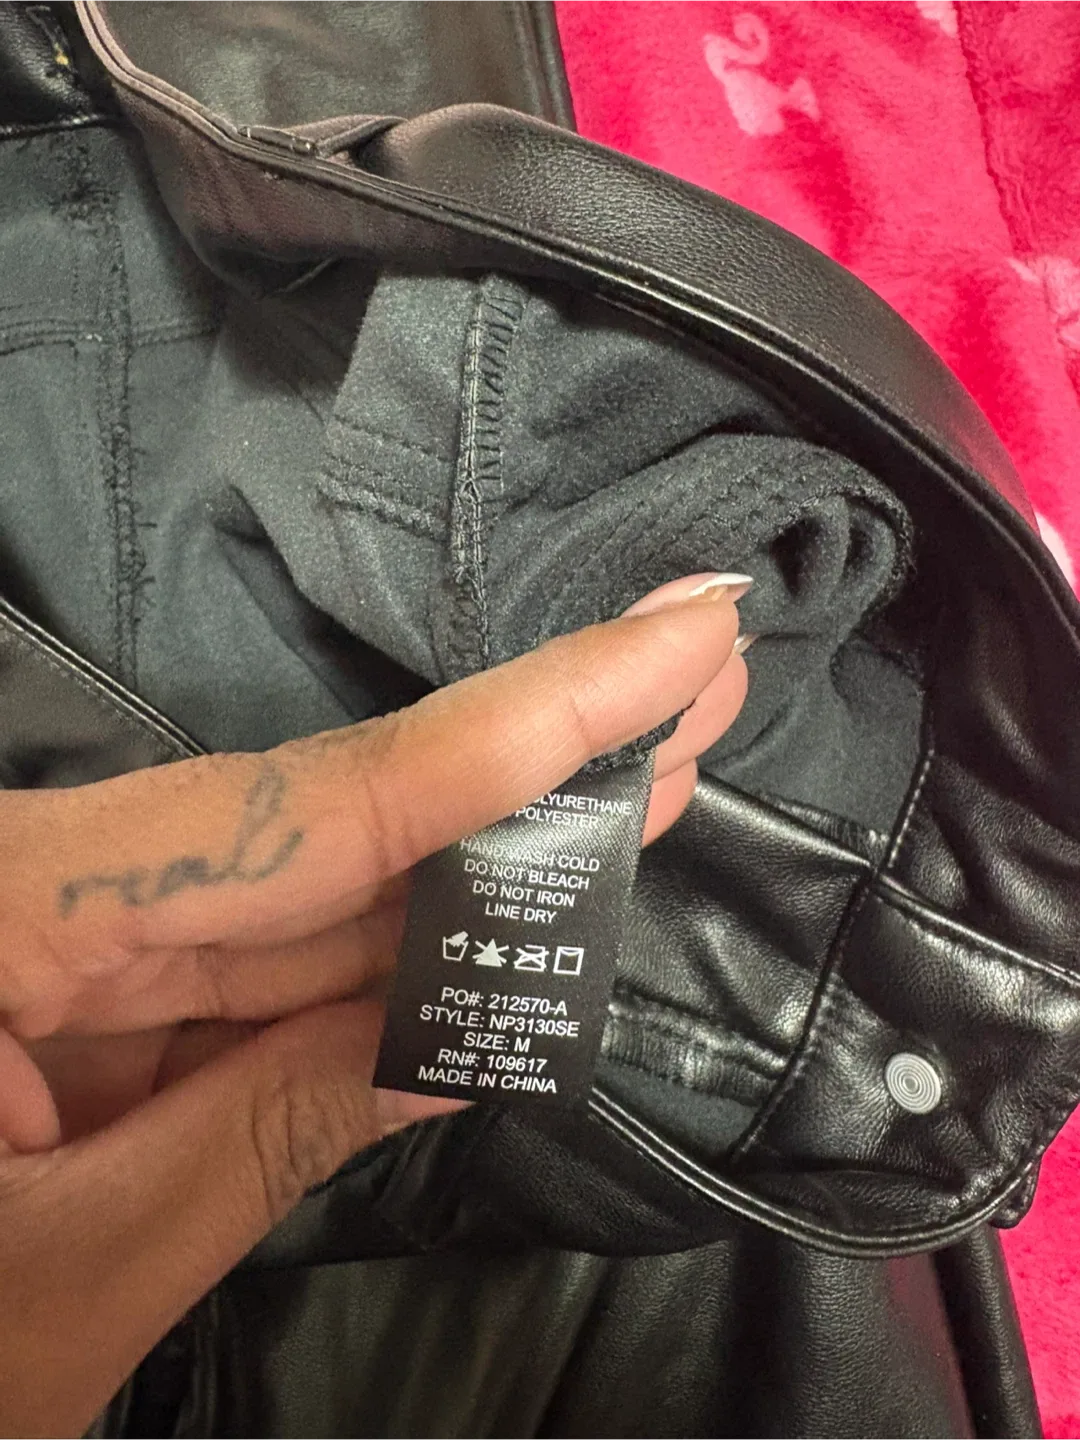 POLYESTER
HAND WASH COLD
DO NOT BLEACH
DO NOT IRON
LINE DRY
PO#: 212570-A
STYLE: NP3130SE
SIZE: M
RN#: 109617
MADE IN CHINA